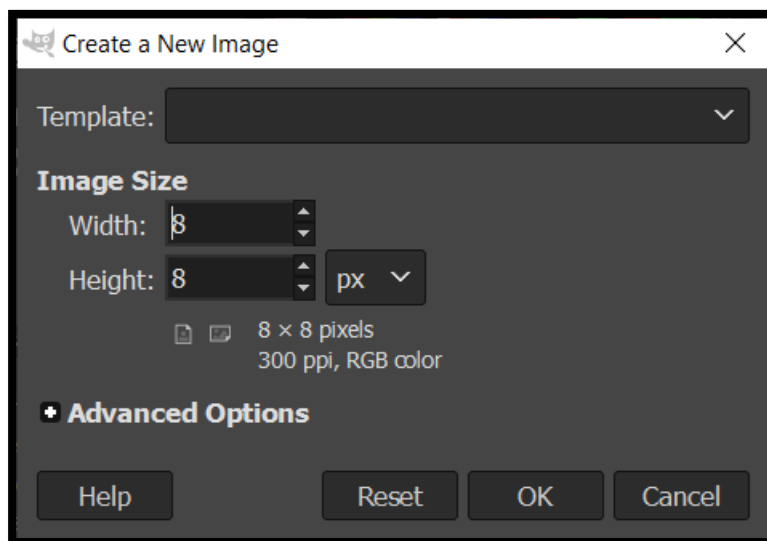 Create a New Image
Template:
Image Size
Width: 8
Height: 8 px
8 × 8 pixels
300 ppi, RGB color
Advanced Options
Help Reset OK Cancel